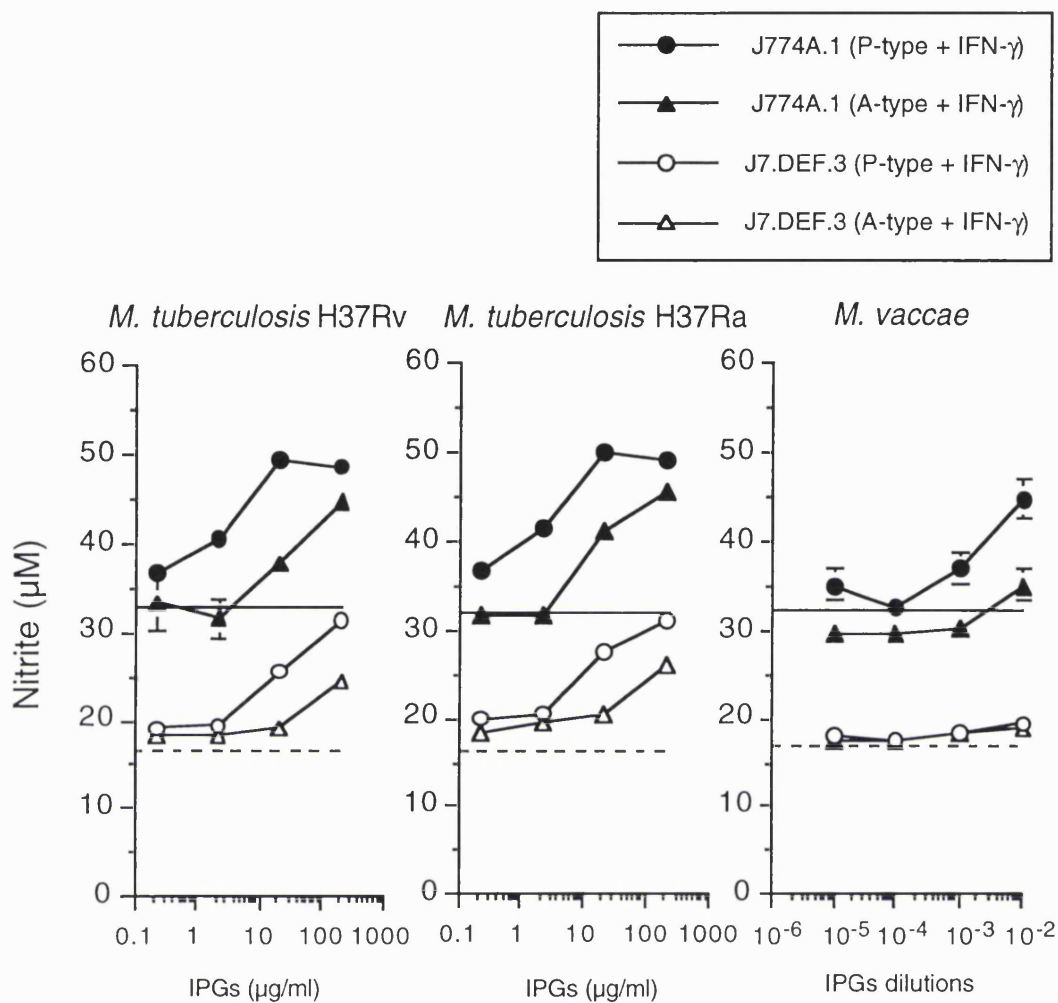 J774A.1 (P-type + IFN-γ)
J774A.1 (A-type + IFN-γ)
J7.DEF.3 (P-type + IFN-γ)
J7.DEF.3 (A-type + IFN-γ)
M. tuberculosis H37Rv
M. tuberculosis H37Ra
M. vaccae
Nitrite (µM)
60
50
40
30
20
10
0
0.1 1 10 100 1000
IPGs (µg/ml)
60
50
40
30
20
10
0
0.1 1 10 100 1000
IPGs (µg/ml)
60
50
40
30
20
10
0
10-6 10-5 10-4 10-3 10-2
IPGs dilutions